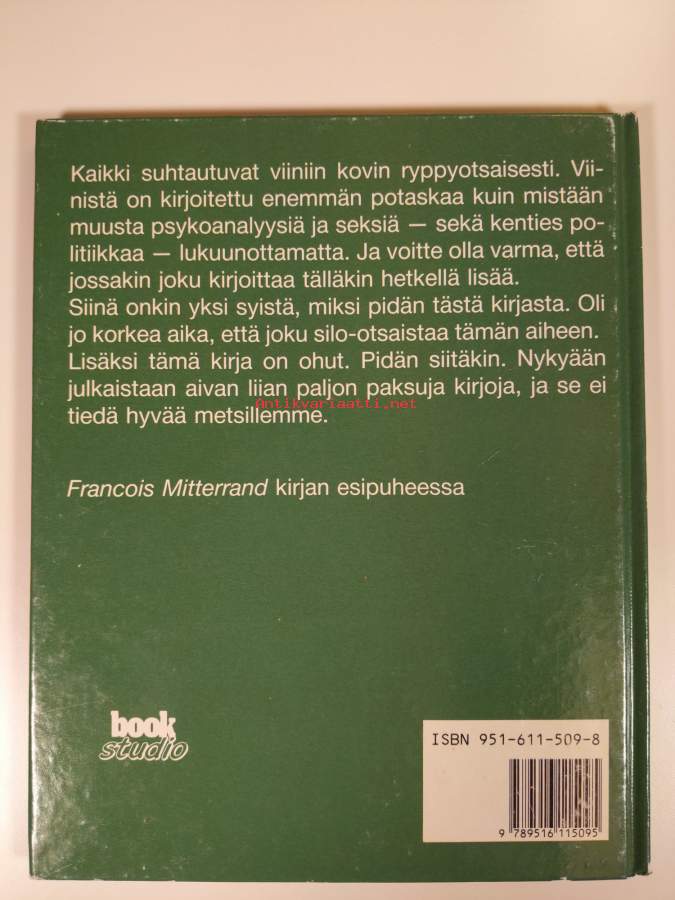 Kaikki suhtautuvat viiniin kovin ryppyotsaisesti. Vii-
nistä on kirjoitettu enemmän potaskaa kuin mistään
muusta psykoanalyysiä ja seksiä — sekä kenties po-
litiikkaa — lukuunottamatta. Ja voitte olla varma, että
jossakin joku kirjoittaa tälläkin hetkellä lisää.
Siinä onkin yksi syistä, miksi pidän tästä kirjasta. Oli
jo korkea aika, että joku silo-otsaistaa tämän aiheen.
Lisäksi tämä kirja on ohut. Pidän siitäkin. Nykyään
julkaistaan aivan liian paljon paksuja kirjoja, ja se ei
tiedä hyvää metsillemme.
Antikvariaatti.net
Francois Mitterrand kirjan esipuheessa
book
studio
ISBN 951-611-509-8
9 789516 115095